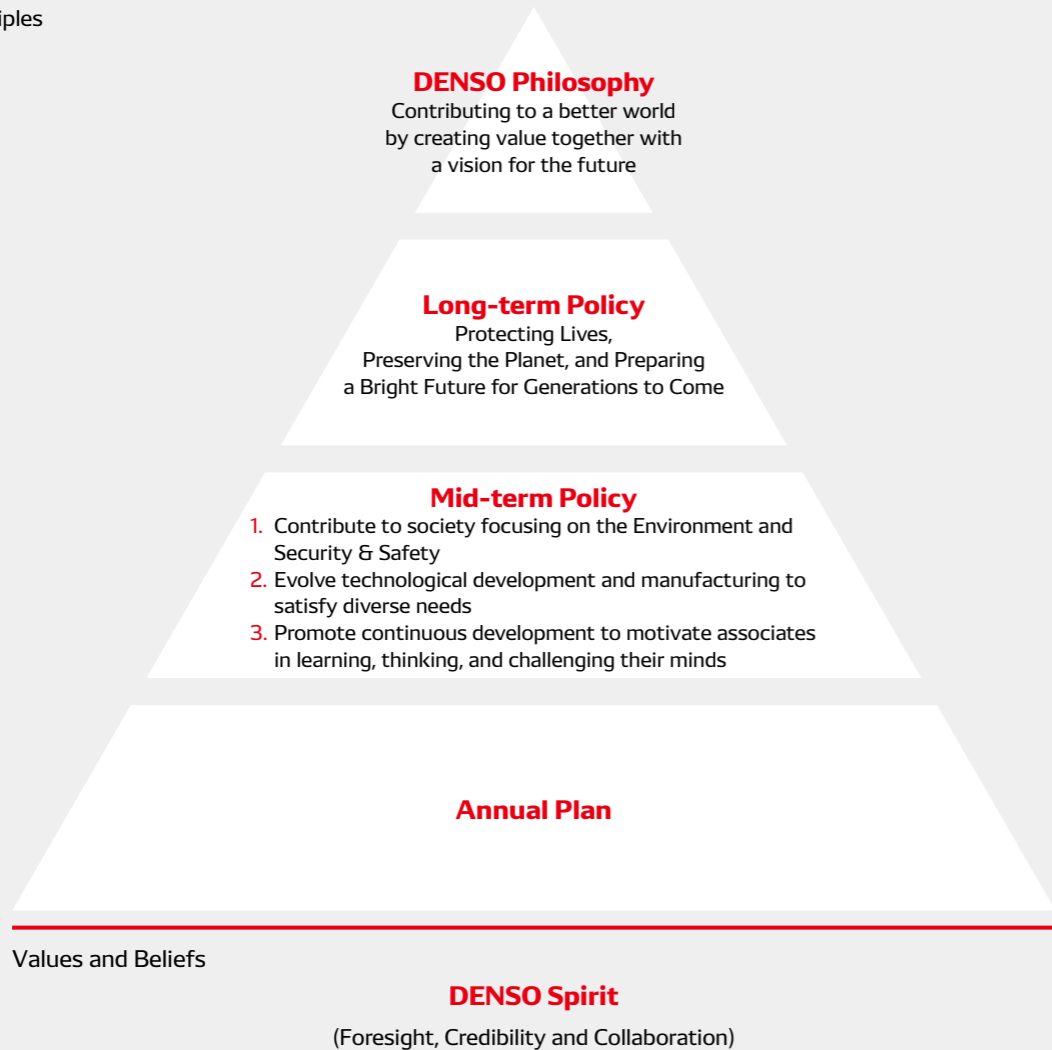 iples
DENSO Philosophy
Contributing to a better world
by creating value together with
a vision for the future
Long-term Policy
Protecting Lives,
Preserving the Planet, and Preparing
a Bright Future for Generations to Come
Mid-term Policy
1. Contribute to society focusing on the Environment and
Security & Safety
2. Evolve technological development and manufacturing to
satisfy diverse needs
3. Promote continuous development to motivate associates
in learning, thinking, and challenging their minds
Annual Plan
Values and Beliefs
DENSO Spirit
(Foresight, Credibility and Collaboration)